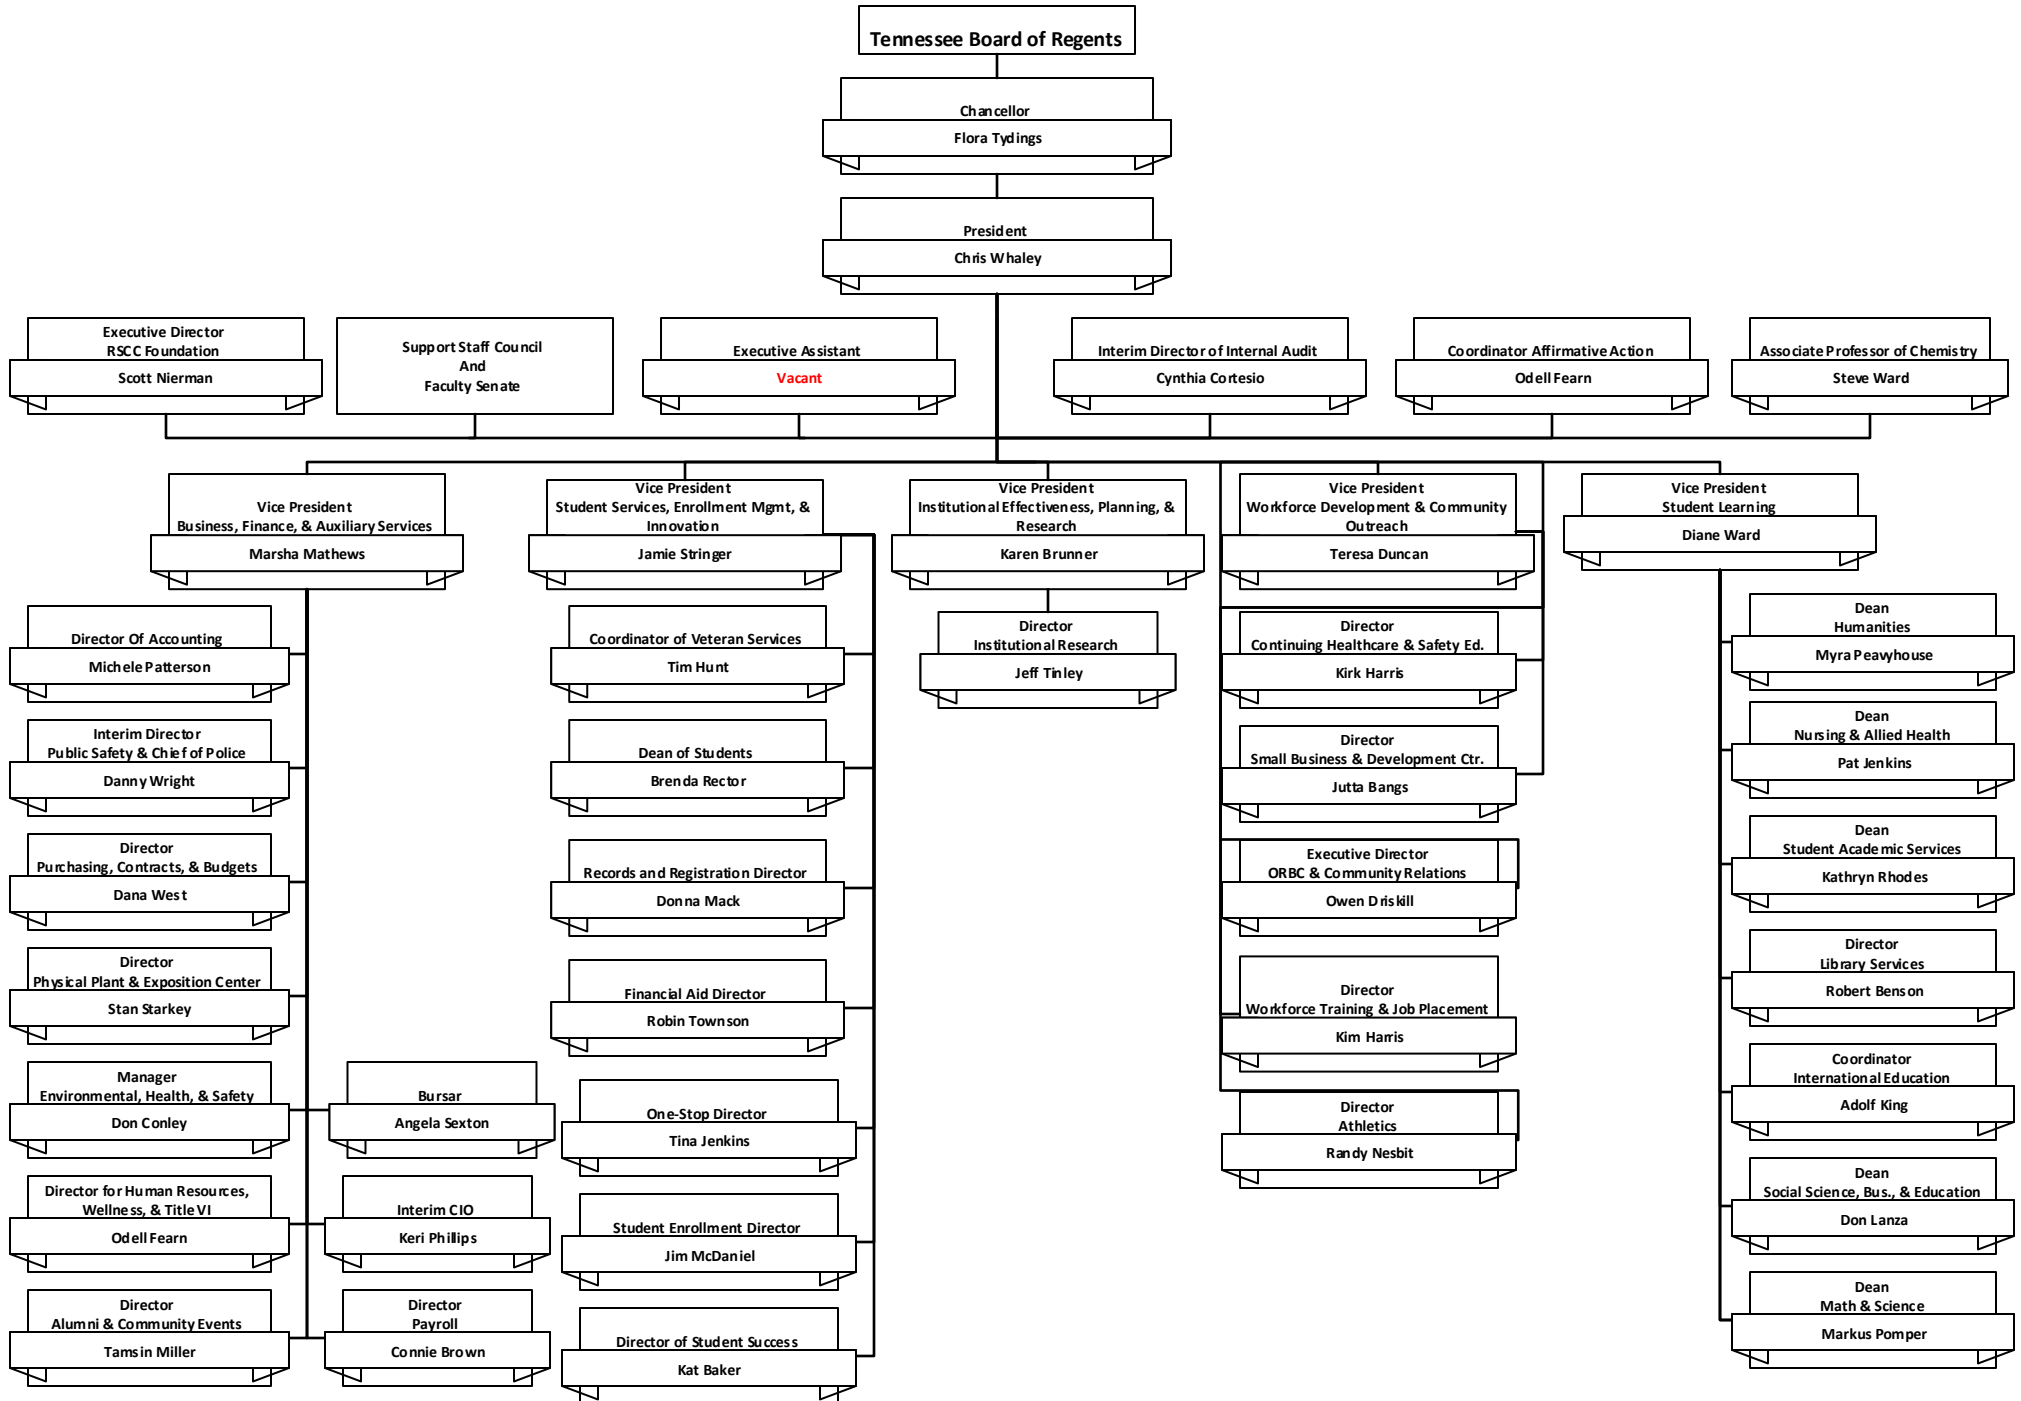 Tennessee Board of Regents
Chancellor
Flora Tydings
President
Chris Whaley
Executive Director
RSCC Foundation
Scott Nierman
Support Staff Council
And
Faculty Senate
Executive Assistant
Vacant
Interim Director of Internal Audit
Cynthia Cortesio
Coordinator Affirmative Action
Odell Fearn
Associate Professor of Chemistry
Steve Ward
Vice President
Business, Finance, & Auxiliary Services
Marsha Mathews
Vice President
Student Services, Enrollment Mgmt, &
Innovation
Jamie Stringer
Vice President
Institutional Effectiveness, Planning, &
Research
Karen Brunner
Vice President
Workforce Development & Community
Outreach
Teresa Duncan
Vice President
Student Learning
Diane Ward
Director Of Accounting
Michele Patterson
Interim Director
Public Safety & Chief of Police
Danny Wright
Director
Purchasing, Contracts, & Budgets
Dana West
Director
Physical Plant & Exposition Center
Stan Starkey
Manager
Environmental, Health, & Safety
Don Conley
Director for Human Resources,
Wellness, & Title VI
Odell Fearn
Director
Alumni & Community Events
Tamsin Miller
Bursar
Angela Sexton
Interim CIO
Keri Phillips
Director
Payroll
Connie Brown
Coordinator of Veteran Services
Tim Hunt
Dean of Students
Brenda Rector
Records and Registration Director
Donna Mack
Financial Aid Director
Robin Townson
One-Stop Director
Tina Jenkins
Student Enrollment Director
Jim McDaniel
Director of Student Success
Kat Baker
Director
Institutional Research
Jeff Tinley
Director
Continuing Healthcare & Safety Ed.
Kirk Harris
Director
Small Business & Development Ctr.
Jutta Bangs
Executive Director
ORBC & Community Relations
Owen Driskill
Director
Workforce Training & Job Placement
Kim Harris
Director
Athletics
Randy Nesbit
Dean
Humanities
Myra Peavyhouse
Dean
Nursing & Allied Health
Pat Jenkins
Dean
Student Academic Services
Kathryn Rhodes
Director
Library Services
Robert Benson
Coordinator
International Education
Adolf King
Dean
Social Science, Bus., & Education
Don Lanza
Dean
Math & Science
Markus Pomper